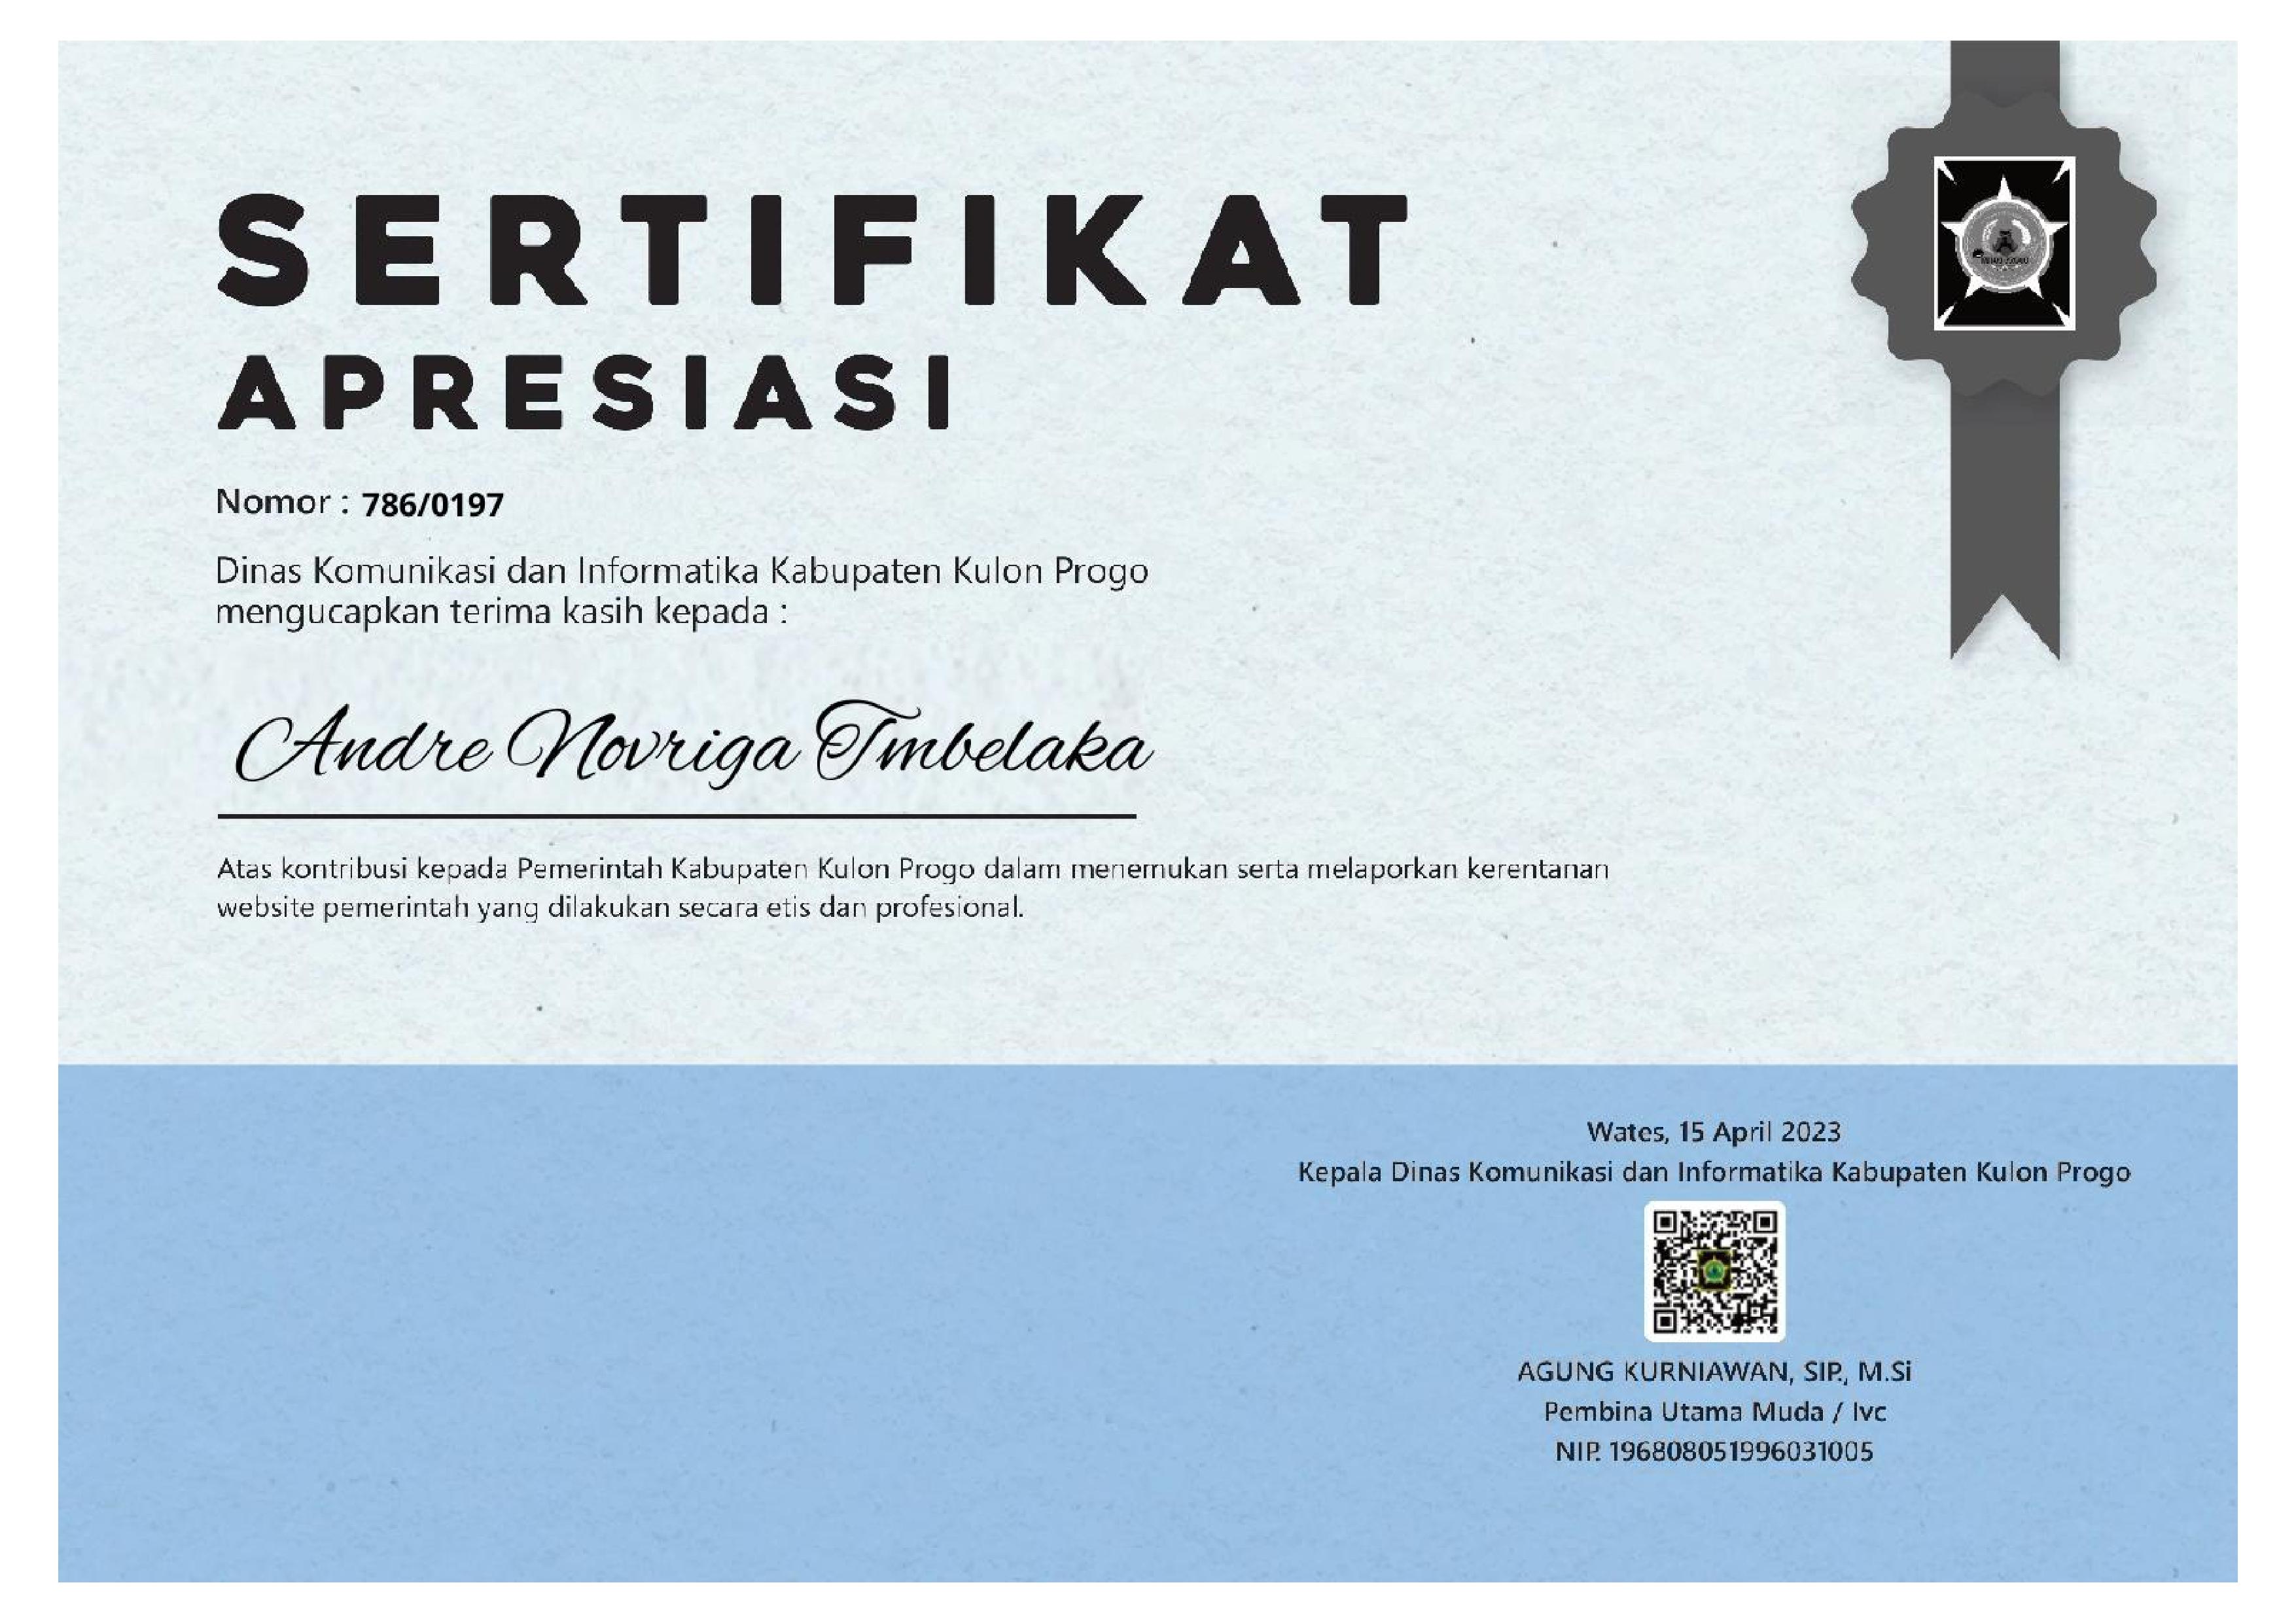 SERTIFIKAT
APRESIASI
Nomor : 786/0197
Dinas Komunikasi dan Informatika Kabupaten Kulon Progo
mengucapkan terima kasih kepada :
Andre Novriga Tmbelaka
Atas kontribusi kepada Pemerintah Kabupaten Kulon Progo dalam menemukan serta melaporkan kerentanan
website pemerintah yang dilakukan secara etis dan profesional.
Wates, 15 April 2023
Kepala Dinas Komunikasi dan Informatika Kabupaten Kulon Progo
AGUNG KURNIAWAN, SIP., M.Si
Pembina Utama Muda / Ivc
NIP. 196808051996031005